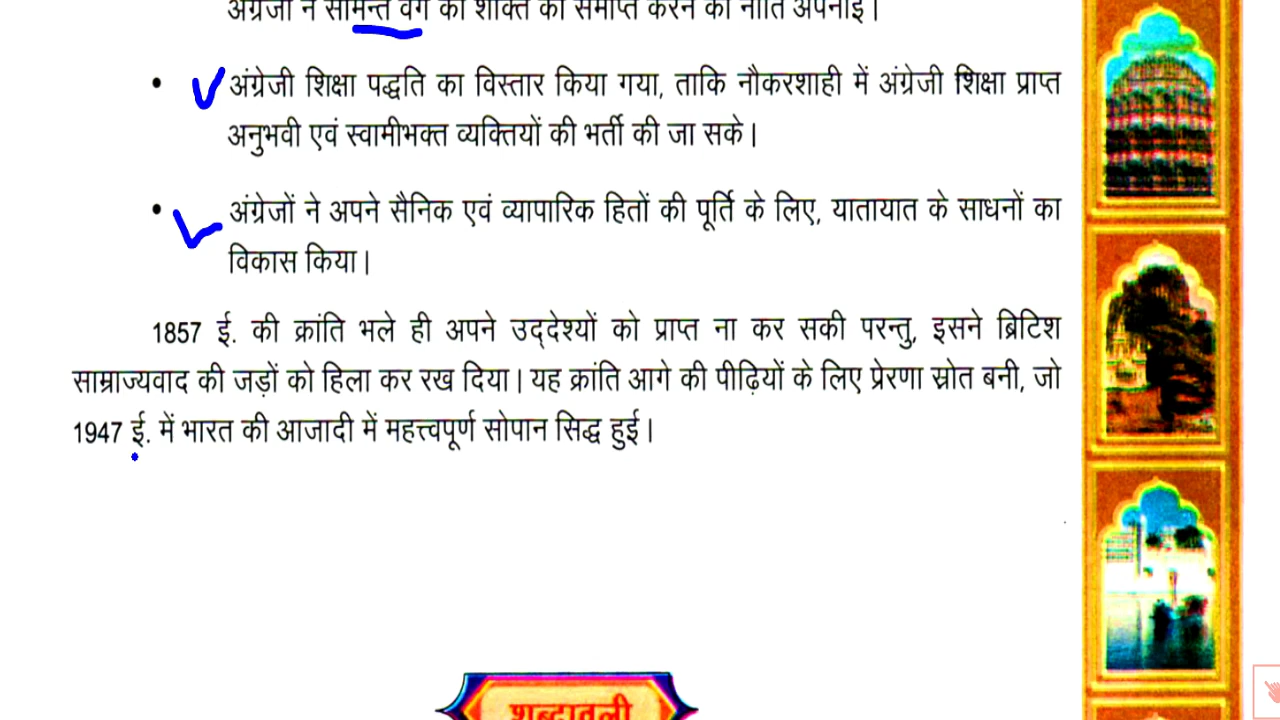 अंग्रेजों ने सामन्त वर्ग की शक्ति को समाप्त करने की नीति अपनाई।
• अंग्रेजी शिक्षा पद्धति का विस्तार किया गया, ताकि नौकरशाही में अंग्रेजी शिक्षा प्राप्त
अनुभवी एवं स्वामीभक्त व्यक्तियों की भर्ती की जा सके।
• अंग्रेजों ने अपने सैनिक एवं व्यापारिक हितों की पूर्ति के लिए, यातायात के साधनों का
विकास किया।
1857 ई. की क्रांति भले ही अपने उद्देश्यों को प्राप्त ना कर सकी परन्तु, इसने ब्रिटिश
साम्राज्यवाद की जड़ों को हिला कर रख दिया। यह क्रांति आगे की पीढ़ियों के लिए प्रेरणा स्रोत बनी, जो
1947 ई. में भारत की आजादी में महत्त्वपूर्ण सोपान सिद्ध हुई।
शब्दावली